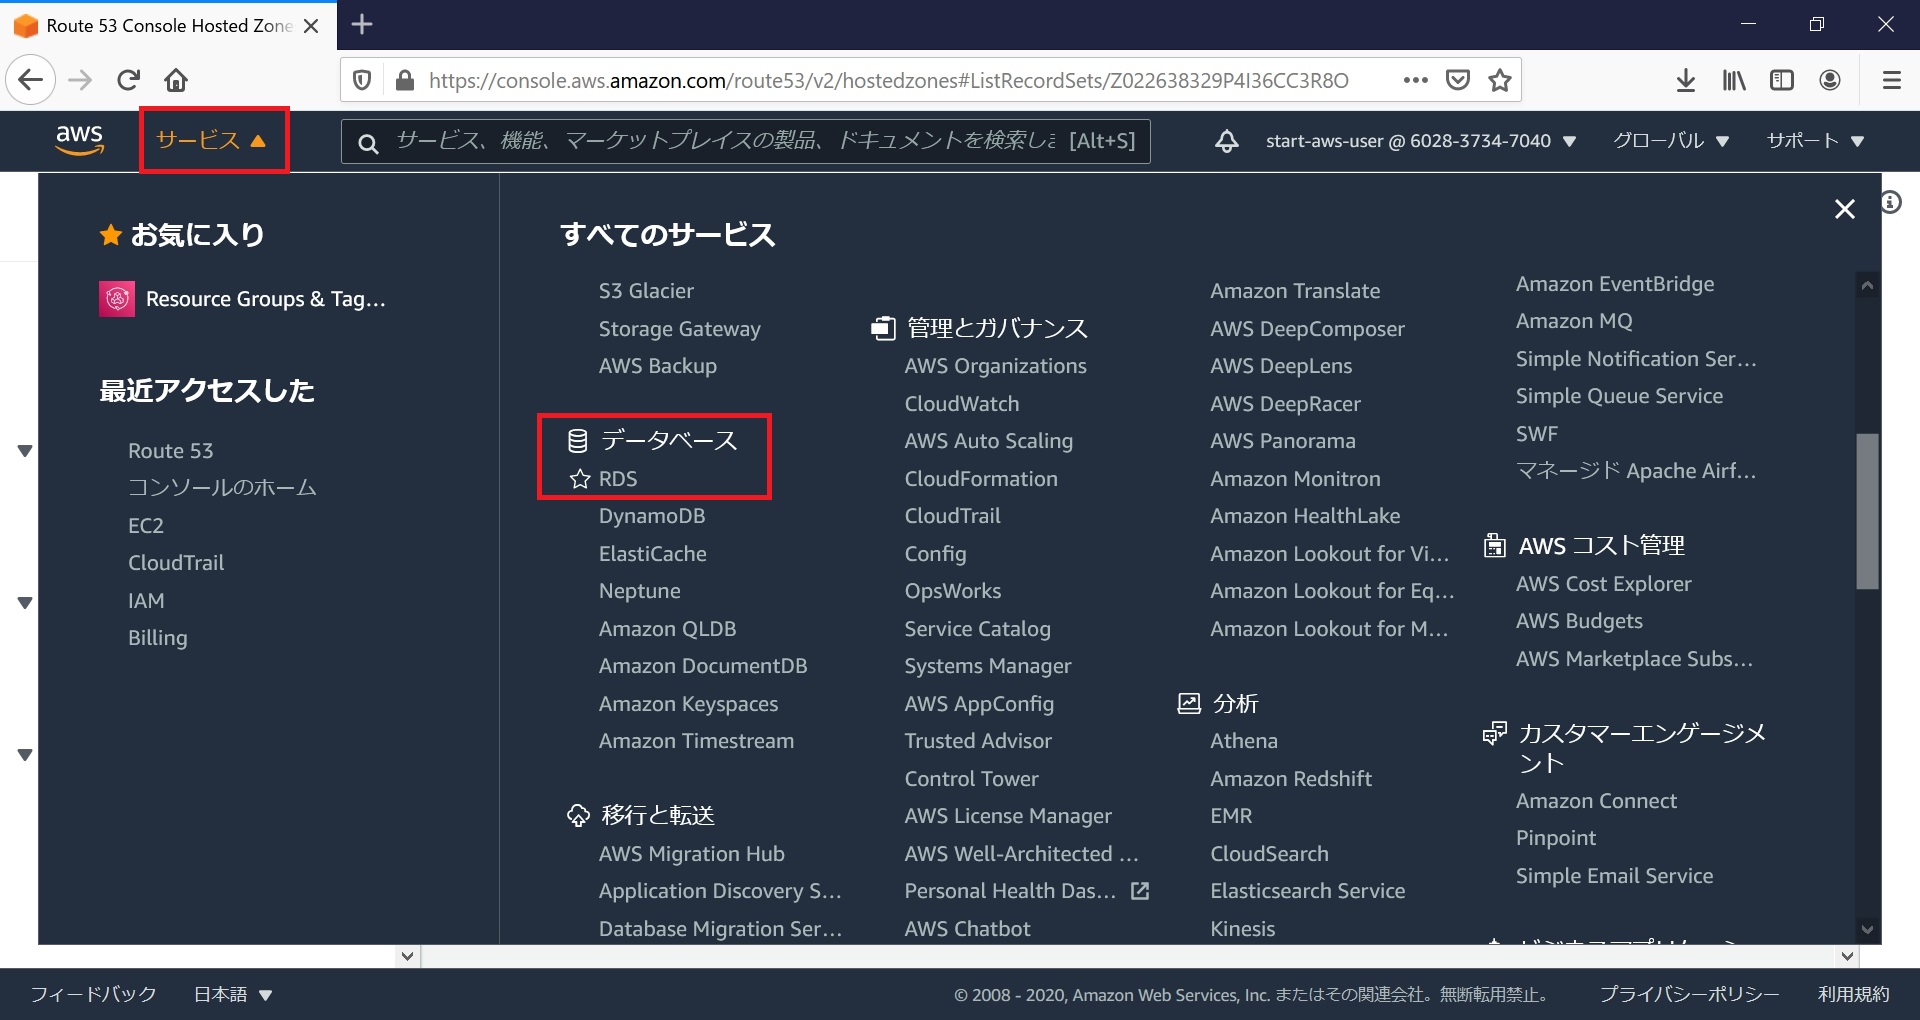 Route 53 Console Hosted Zone
https://console.aws.amazon.com/route53/v2/hostedzones#ListRecordSets/Z022638329P4I36CC3R8O
aws
サービス
サービス、機能、マーケットプレイスの製品、ドキュメントを検索しま [Alt+S]
start-aws-user @ 6028-3734-7040
グローバル
サポート
お気に入り
Resource Groups & Tag...
最近アクセスした
Route 53
コンソールのホーム
EC2
CloudTrail
IAM
Billing
すべてのサービス
S3 Glacier
Storage Gateway
AWS Backup
データベース
RDS
DynamoDB
ElastiCache
Neptune
Amazon QLDB
Amazon DocumentDB
Amazon Keyspaces
Amazon Timestream
移行と転送
AWS Migration Hub
Application Discovery S...
Database Migration Ser...
管理とガバナンス
AWS Organizations
CloudWatch
AWS Auto Scaling
CloudFormation
CloudTrail
Config
OpsWorks
Service Catalog
Systems Manager
AWS AppConfig
Trusted Advisor
Control Tower
AWS License Manager
AWS Well-Architected ...
Personal Health Das...
AWS Chatbot
Amazon Translate
AWS DeepComposer
AWS DeepLens
AWS DeepRacer
AWS Panorama
Amazon Monitron
Amazon HealthLake
Amazon Lookout for Vi...
Amazon Lookout for Eq...
Amazon Lookout for M...
分析
Athena
Amazon Redshift
EMR
CloudSearch
Elasticsearch Service
Kinesis
Amazon EventBridge
Amazon MQ
Simple Notification Ser...
Simple Queue Service
SWF
マネージド Apache Airf...
AWS コスト管理
AWS Cost Explorer
AWS Budgets
AWS Marketplace Subs...
カスタマーエンゲージメ
ント
Amazon Connect
Pinpoint
Simple Email Service
フィードバック
日本語
© 2008 - 2020, Amazon Web Services, Inc. またはその関連会社。無断転用禁止。
プライバシーポリシー
利用規約